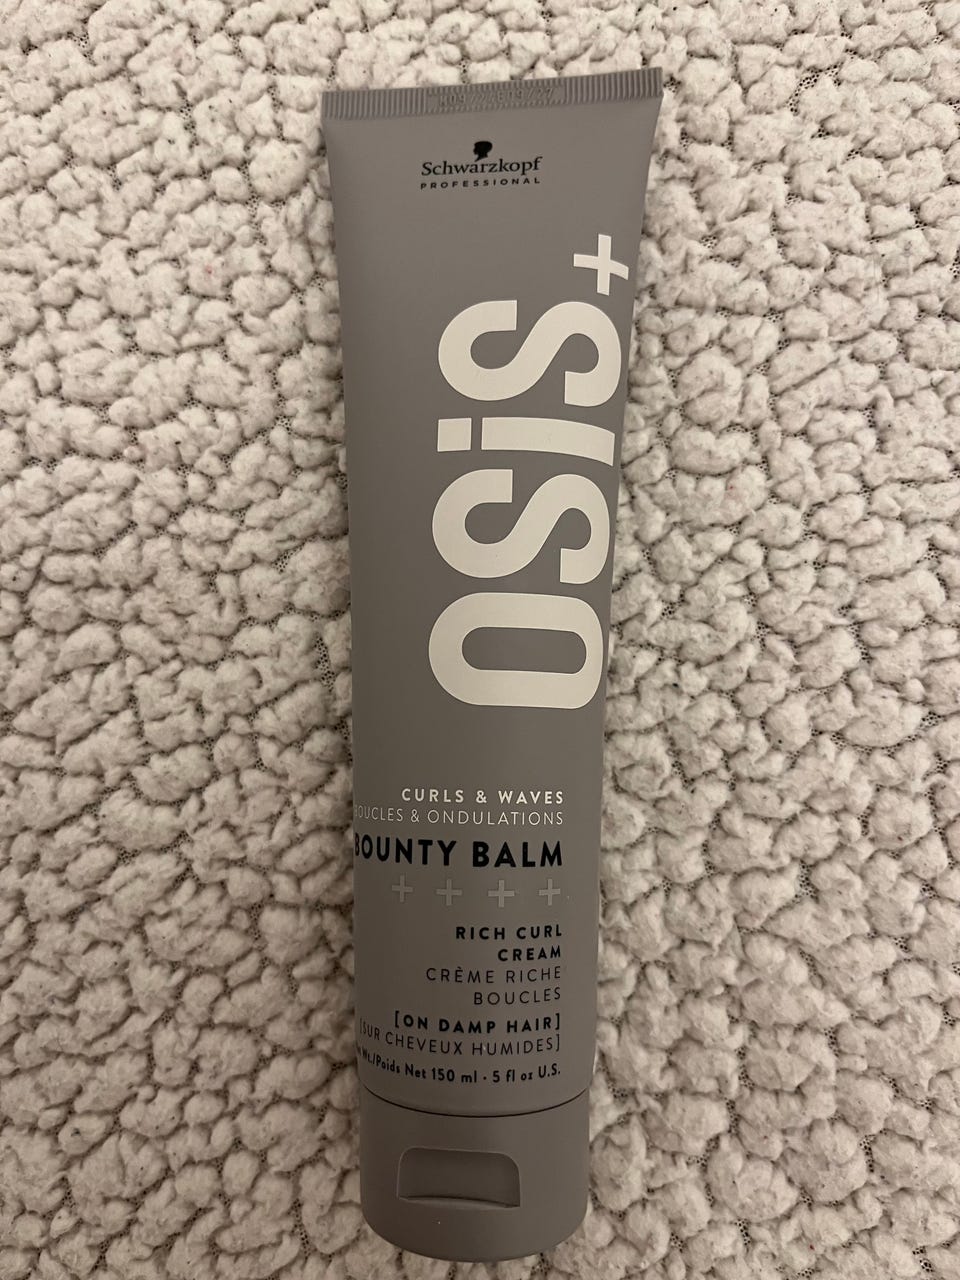 Schwarzkopf
PROFESSIONAL
OSiS+
CURLS & WAVES
BOUCLES & ONDULATIONS
BOUNTY BALM
++++
RICH CURL
CREAM
CRÈME RICHE
BOUCLES
[ON DAMP HAIR]
[SUR CHEVEUX HUMIDES]
Wt./Poids Net 150 ml · 5 fl oz U.S.